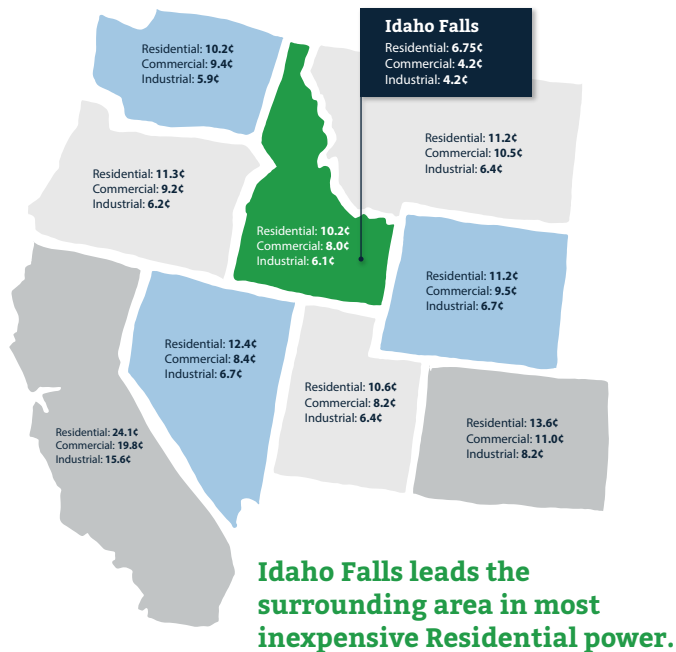 Idaho Falls
Residential: 6.75¢
Commercial: 4.2¢
Industrial: 4.2¢
Residential: 10.2¢
Commercial: 9.4¢
Industrial: 5.9¢
Residential: 11.2¢
Commercial: 10.5¢
Industrial: 6.4¢
Residential: 11.3¢
Commercial: 9.2¢
Industrial: 6.2¢
Residential: 10.2¢
Commercial: 8.0¢
Industrial: 6.1¢
Residential: 11.2¢
Commercial: 9.5¢
Industrial: 6.7¢
Residential: 12.4¢
Commercial: 8.4¢
Industrial: 6.7¢
Residential: 10.6¢
Commercial: 8.2¢
Industrial: 6.4¢
Residential: 13.6¢
Commercial: 11.0¢
Industrial: 8.2¢
Residential: 24.1¢
Commercial: 19.8¢
Industrial: 15.6¢
Idaho Falls leads the
surrounding area in most
inexpensive Residential power.